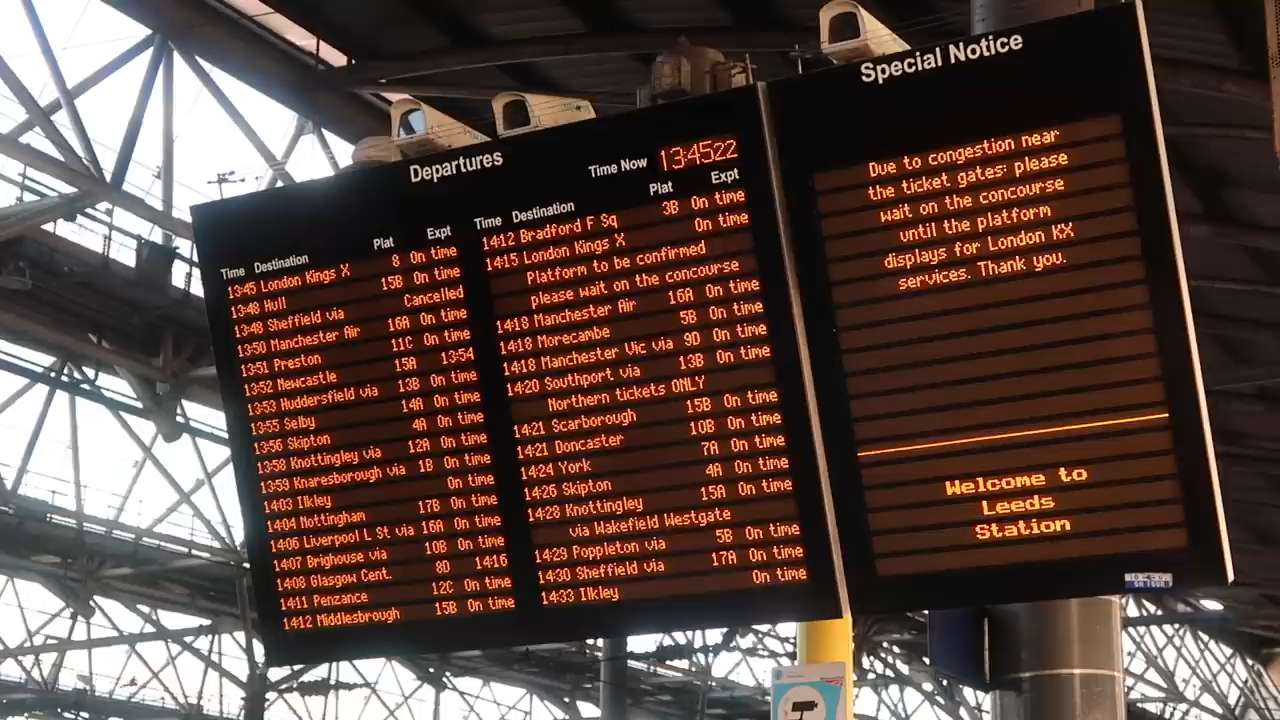 Departures
Time Now 13:4522
Time Destination Plat Expt
13:45 London Kings X 8 On time
13:48 Hull 15B On time
13:48 Sheffield via Cancelled
13:50 Manchester Air 16A On time
13:51 Preston 11C On time
13:52 Newcastle 15A 13:54
13:53 Huddersfield via 13B On time
13:55 Selby 14A On time
13:56 Skipton 4A On time
13:58 Knottingley via 12A On time
13:59 Knaresborough via 1B On time
14:03 Ilkley On time
14:04 Nottingham 17B On time
14:06 Liverpool L St via 16A On time
14:07 Brighouse via 10B On time
14:08 Glasgow Cent. 8D 14:16
14:11 Penzance 12C On time
14:12 Middlesbrough 15B On time
Time Destination Plat Expt
14:12 Bradford F Sq 3B On time
14:15 London Kings X On time
Platform to be confirmed
please wait on the concourse
14:18 Manchester Air 16A On time
14:18 Morecambe 5B On time
14:18 Manchester Vic via 9D On time
14:20 Southport via 13B On time
Northern tickets ONLY
14:21 Scarborough 15B On time
14:21 Doncaster 10B On time
14:24 York 7A On time
14:26 Skipton 4A On time
14:28 Knottingley 15A On time
via Wakefield Westgate
14:29 Poppleton via 5B On time
14:30 Sheffield via 17A On time
14:33 Ilkley On time
Special Notice
Due to congestion near
the ticket gates: please
wait on the concourse
until the platform
displays for London KX
services. Thank you.
Welcome to
Leeds
Station